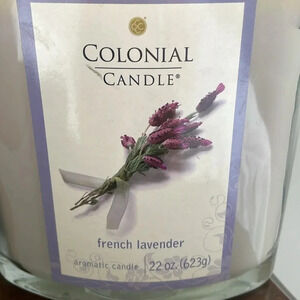 COLONIAL
CANDLE®
french lavender
aromatic candle 22 oz. (623g)